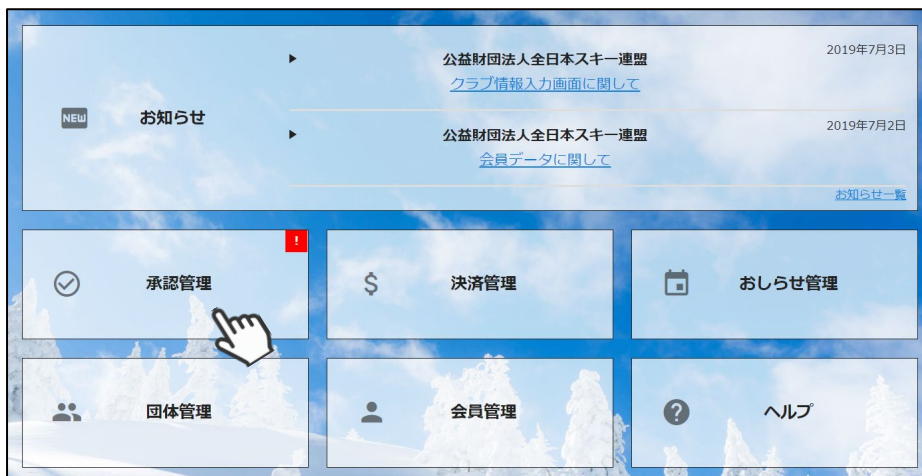 公益財団法人全日本スキー連盟
2019年7月3日
クラブ情報入力画面に関して
NEW お知らせ
公益財団法人全日本スキー連盟
2019年7月2日
会員データに関して
お知らせ一覧
!
承認管理
$ 決済管理
おしらせ管理
団体管理
会員管理
? ヘルプ